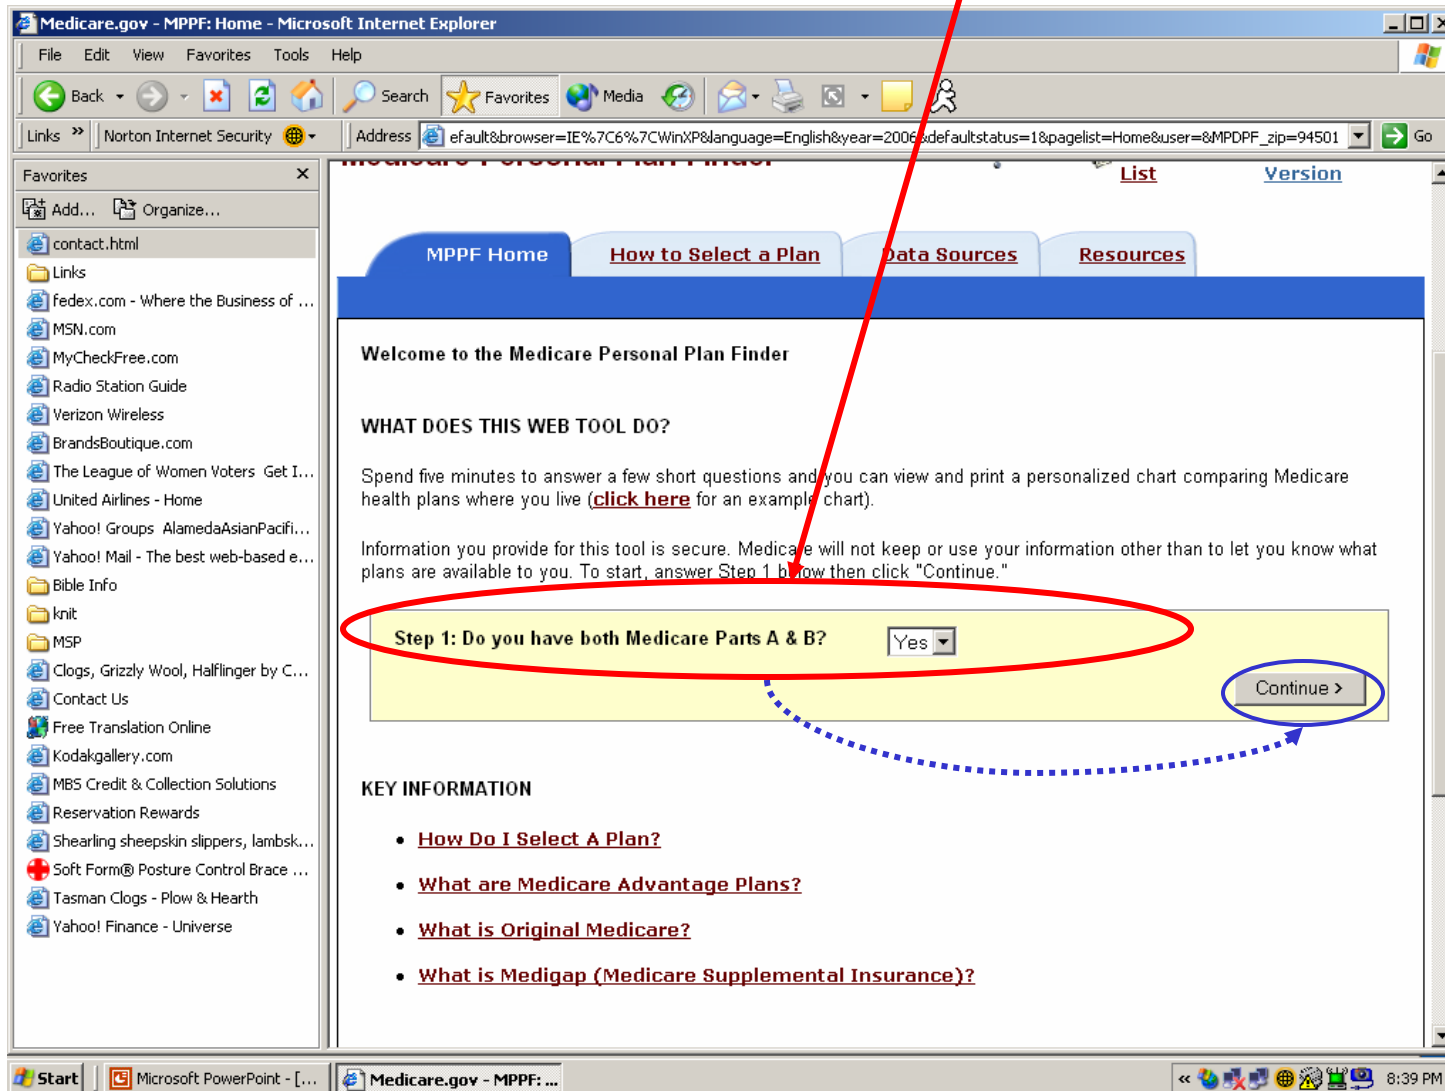 Medicare.gov - MPPF: Home - Microsoft Internet Explorer
File Edit View Favorites Tools Help
Back Search Favorites Media
Links » Norton Internet Security Address efault&browser=IE%7C6%7CWinXP&language=English&year=2006&defaultstatus=1&pagelist=Home&user=&MPDPF_zip=94501 Go
Favorites x
Add... Organize...
contact.html
Links
fedex.com - Where the Business of ...
MSN.com
MyCheckFree.com
Radio Station Guide
Verizon Wireless
BrandsBoutique.com
The League of Women Voters Get I...
United Airlines - Home
Yahoo! Groups AlamedaAsianPacifi...
Yahoo! Mail - The best web-based e...
Bible Info
knit
MSP
Clogs, Grizzly Wool, Halflinger by C...
Contact Us
Free Translation Online
Kodakgallery.com
MBS Credit & Collection Solutions
Reservation Rewards
Shearling sheepskin slippers, lambsk...
Soft Form® Posture Control Brace ...
Tasman Clogs - Plow & Hearth
Yahoo! Finance - Universe
Medicare Personal Plan Finder
List Version
MPPF Home How to Select a Plan Data Sources Resources
Welcome to the Medicare Personal Plan Finder
WHAT DOES THIS WEB TOOL DO?
Spend five minutes to answer a few short questions and you can view and print a personalized chart comparing Medicare
health plans where you live (click here for an example chart).
Information you provide for this tool is secure. Medicare will not keep or use your information other than to let you know what
plans are available to you. To start, answer Step 1 below then click "Continue."
Step 1: Do you have both Medicare Parts A & B? Yes
Continue >
KEY INFORMATION
• How Do I Select A Plan?
• What are Medicare Advantage Plans?
• What is Original Medicare?
• What is Medigap (Medicare Supplemental Insurance)?
Start Microsoft PowerPoint - [... Medicare.gov - MPPF: ... « 8:39 PM